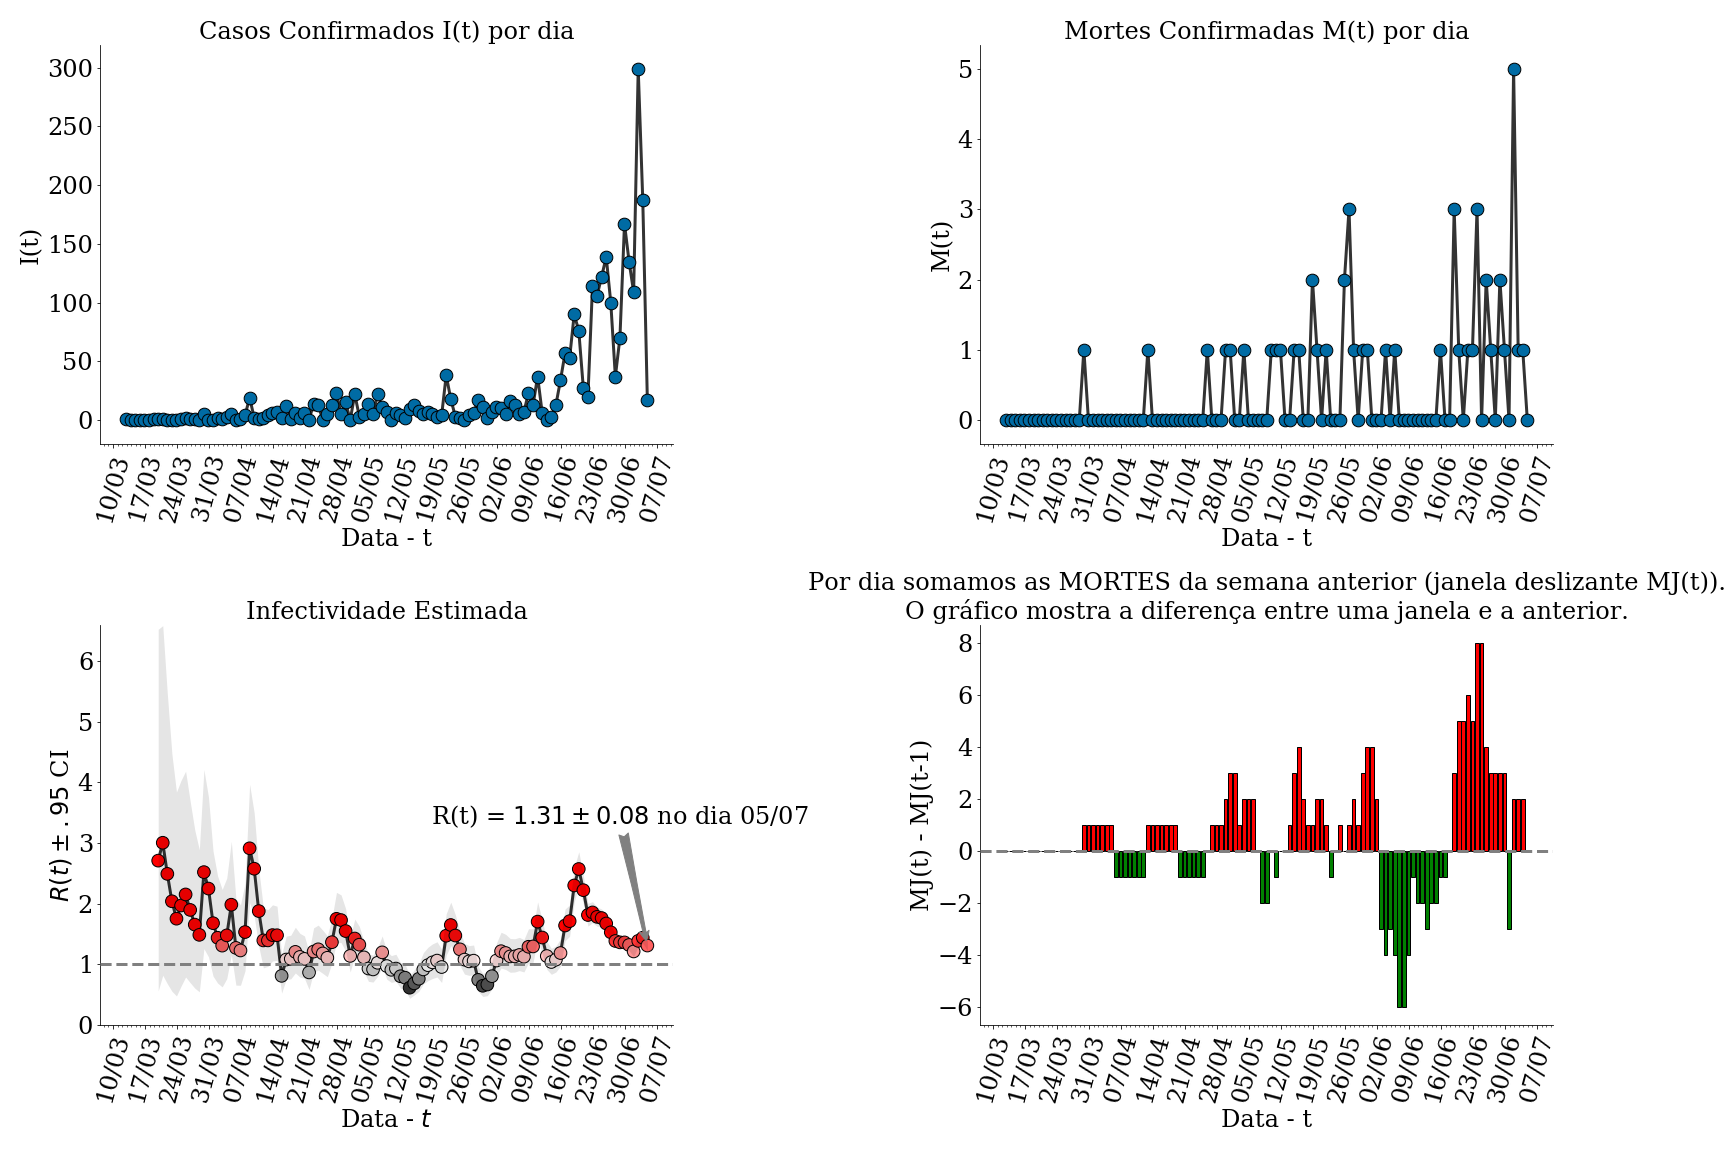 Casos Confirmados I(t) por dia
300
250
200
150
100
50
0
I(t)
10/03 17/03 24/03 31/03 07/04 14/04 21/04 28/04 05/05 12/05 19/05 26/05 02/06 09/06 16/06 23/06 30/06 07/07
Data - t
Mortes Confirmadas M(t) por dia
5
4
3
2
1
0
M(t)
10/03 17/03 24/03 31/03 07/04 14/04 21/04 28/04 05/05 12/05 19/05 26/05 02/06 09/06 16/06 23/06 30/06 07/07
Data - t
Infectividade Estimada
6
5
4
3
2
1
0
R(t) ± .95 CI
R(t) = 1.31 ± 0.08 no dia 05/07
10/03 17/03 24/03 31/03 07/04 14/04 21/04 28/04 05/05 12/05 19/05 26/05 02/06 09/06 16/06 23/06 30/06 07/07
Data - t
Por dia somamos as MORTES da semana anterior (janela deslizante MJ(t)).
O gráfico mostra a diferença entre uma janela e a anterior.
8
6
4
2
0
−2
−4
−6
MJ(t) - MJ(t-1)
10/03 17/03 24/03 31/03 07/04 14/04 21/04 28/04 05/05 12/05 19/05 26/05 02/06 09/06 16/06 23/06 30/06 07/07
Data - t